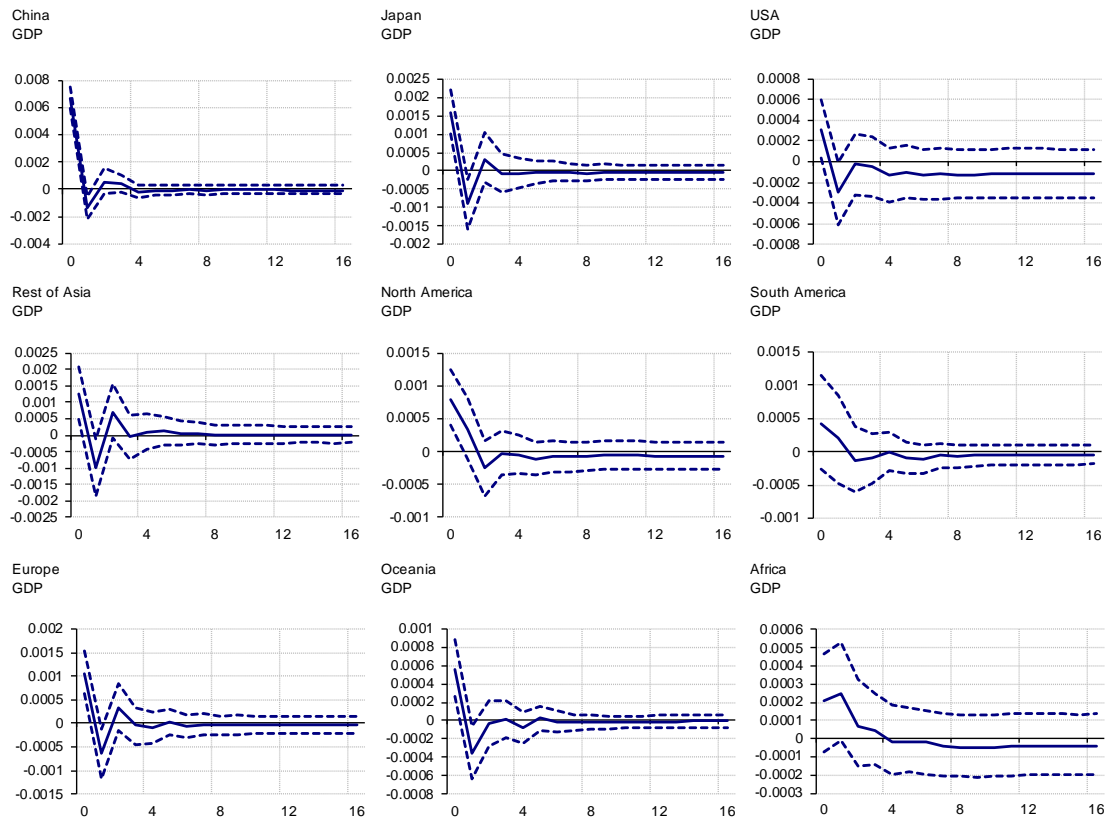 China
GDP
0.008
0.006
0.004
0.002
0
-0.002
-0.004
0 4 8 12 16
Japan
GDP
0.0025
0.002
0.0015
0.001
0.0005
0
-0.0005
-0.001
-0.0015
-0.002
0 4 8 12 16
USA
GDP
0.0008
0.0006
0.0004
0.0002
0
-0.0002
-0.0004
-0.0006
-0.0008
0 4 8 12 16
Rest of Asia
GDP
0.0025
0.002
0.0015
0.001
0.0005
0
-0.0005
-0.001
-0.0015
-0.002
-0.0025
0 4 8 12 16
North America
GDP
0.0015
0.001
0.0005
0
-0.0005
-0.001
0 4 8 12 16
South America
GDP
0.0015
0.001
0.0005
0
-0.0005
-0.001
0 4 8 12 16
Europe
GDP
0.002
0.0015
0.001
0.0005
0
-0.0005
-0.001
-0.0015
0 4 8 12 16
Oceania
GDP
0.001
0.0008
0.0006
0.0004
0.0002
0
-0.0002
-0.0004
-0.0006
-0.0008
0 4 8 12 16
Africa
GDP
0.0006
0.0005
0.0004
0.0003
0.0002
0.0001
0
-0.0001
-0.0002
-0.0003
0 4 8 12 16